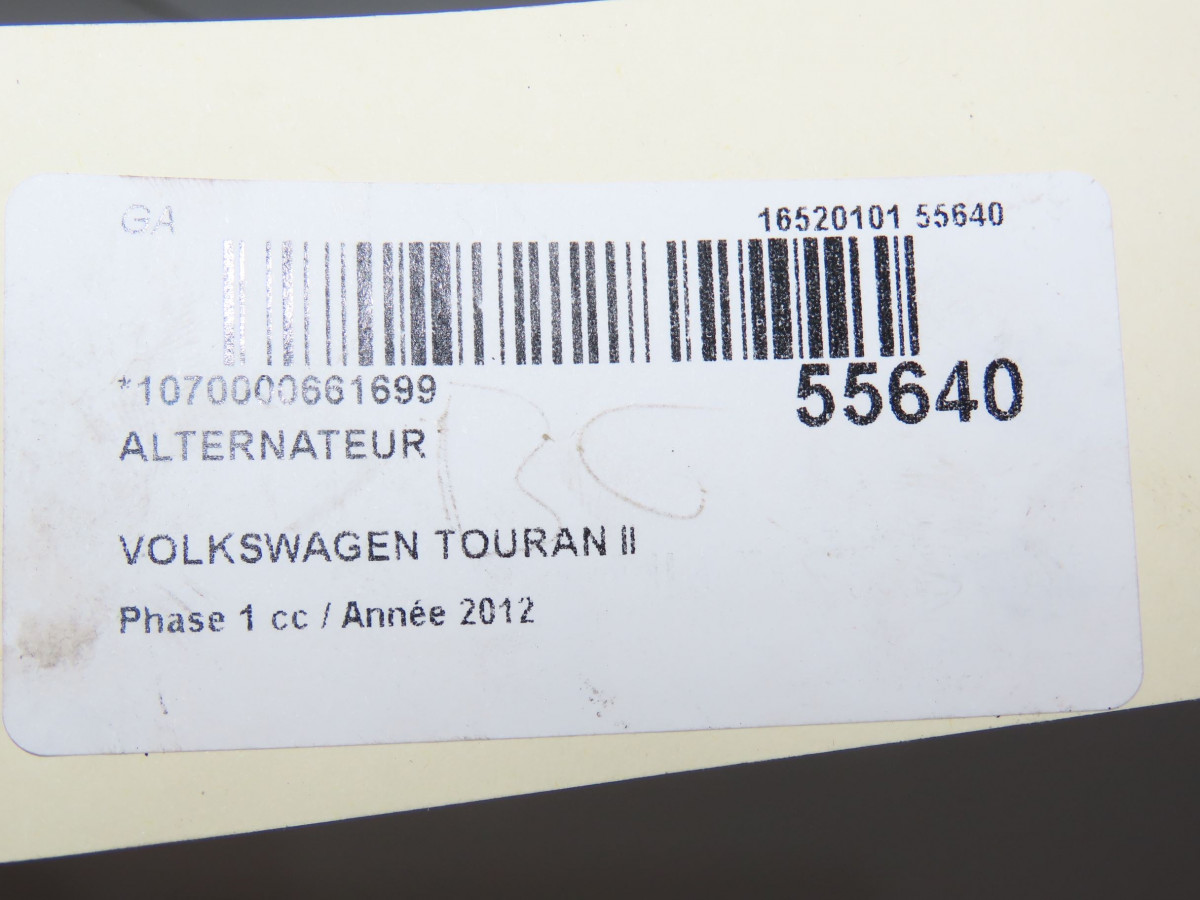 GA
16520101 55640
*1070000661699
55640
ALTERNATEUR
VOLKSWAGEN TOURAN II
Phase 1 cc / Année 2012